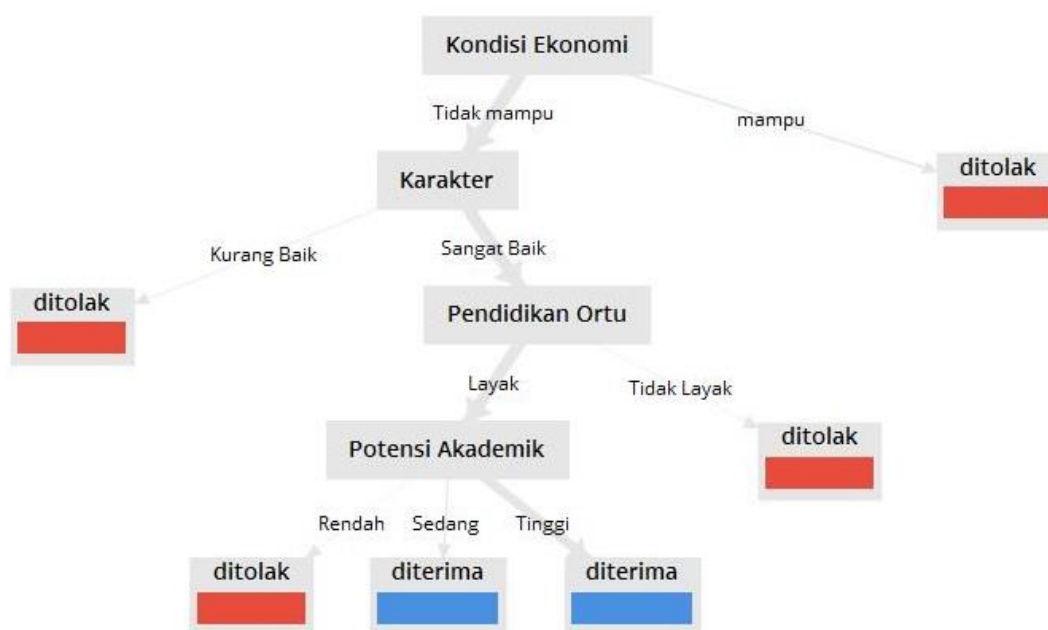 Kondisi Ekonomi
Tidak mampu
mampu
Karakter
ditolak
Kurang Baik
Sangat Baik
ditolak
Pendidikan Ortu
Layak
Tidak Layak
Potensi Akademik
ditolak
Rendah
Sedang
Tinggi
ditolak
diterima
diterima